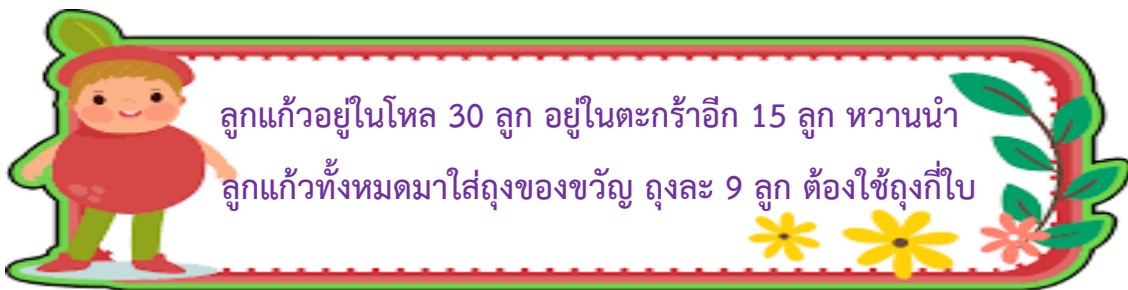 ลูกแก้วอยู่ในโหล 30 ลูก อยู่ในตะกร้าอีก 15 ลูก หวานนำ
ลูกแก้วทั้งหมดมาใส่ถุงของขวัญ ถุงละ 9 ลูก ต้องใช้ถุงกี่ใบ